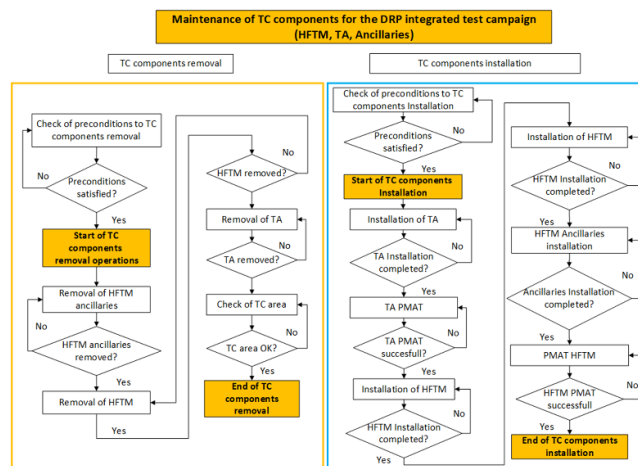 Maintenance of TC components for the DRP integrated test campaign
(HFTM, TA, Ancillaries)
TC components removal
TC components installation
Check of preconditions to TC
components removal
No
Preconditions
satisfied?
Yes
Start of TC
components
removal operations
Removal of HFTM
ancillaries
No
HFTM ancillaries
removed?
Yes
Removal of HFTM
Yes
HFTM removed?
No
Removal of TA
No
TA removed?
Check of TC area
No
TC area OK?
Yes
End of TC
components
removal
Check of preconditions to TC
components Installation
Preconditions
satisfied?
No
Yes
Start of TC components
Installation
Installation of TA
No
TA Installation
completed?
Yes
TA PMAT
TA PMAT
succesfull?
No
Yes
Installation of HFTM
No
HFTM Installation
completed?
Yes
Installation of HFTM
No
HFTM Installation
completed?
Yes
HFTM Ancillaries
installation
No
Ancillaries Installation
completed?
Yes
PMAT HFTM
HFTM PMAT
successfull
No
Yes
End of TC components
installation